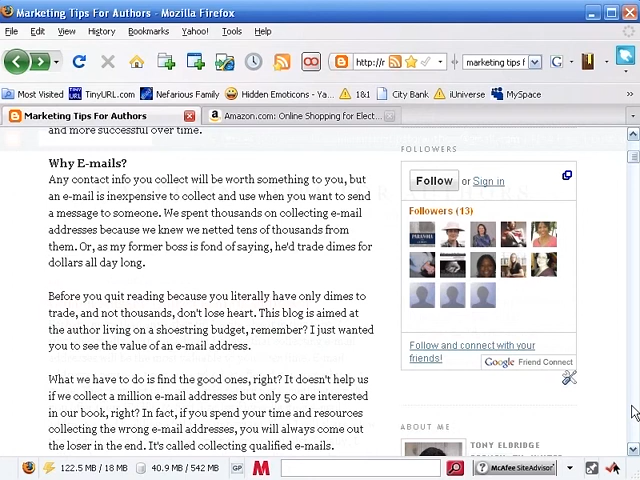 Marketing Tips For Authors - Mozilla Firefox
File Edit View History Bookmarks Yahoo! Tools Help
http://r
marketing tips f
Most Visited TinyURL.com Nefarious Family Hidden Emoticons - Ya... 1&1 City Bank iUniverse MySpace
Marketing Tips For Authors
Amazon.com: Online Shopping for Elect...
and more successful over time.
Why E-mails?
Any contact info you collect will be worth something to you, but
an e-mail is inexpensive to collect and use when you want to send
a message to someone. We spent thousands on collecting e-mail
addresses because we knew we netted tens of thousands from
them. Or, as my former boss is fond of saying, he'd trade dimes for
dollars all day long.
Before you quit reading because you literally have only dimes to
trade, and not thousands, don't lose heart. This blog is aimed at
the author living on a shoestring budget, remember? I just wanted
you to see the value of an e-mail address.
What we have to do is find the good ones, right? It doesn't help us
if we collect a million e-mail addresses but only 50 are interested
in our book, right? In fact, if you spend your time and resources
collecting the wrong e-mail addresses, you will always come out
the loser in the end. It's called collecting qualified e-mails.
FOLLOWERS
Follow or Sign in
Followers (13)
Follow and connect with your
friends!
Google Friend Connect
ABOUT ME
TONY ELDRIDGE
122.5 MB / 18 MB 40.9 MB / 542 MB GP McAfee SiteAdvisor